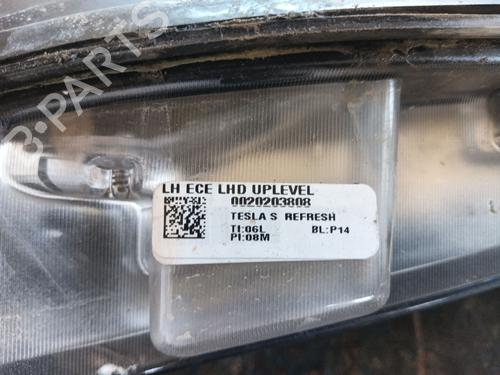 B-PARTS
LH ECE LHD UPLEVEL
0020203808
TESLA S REFRESH
TI:06L BL:P14
PI:08M